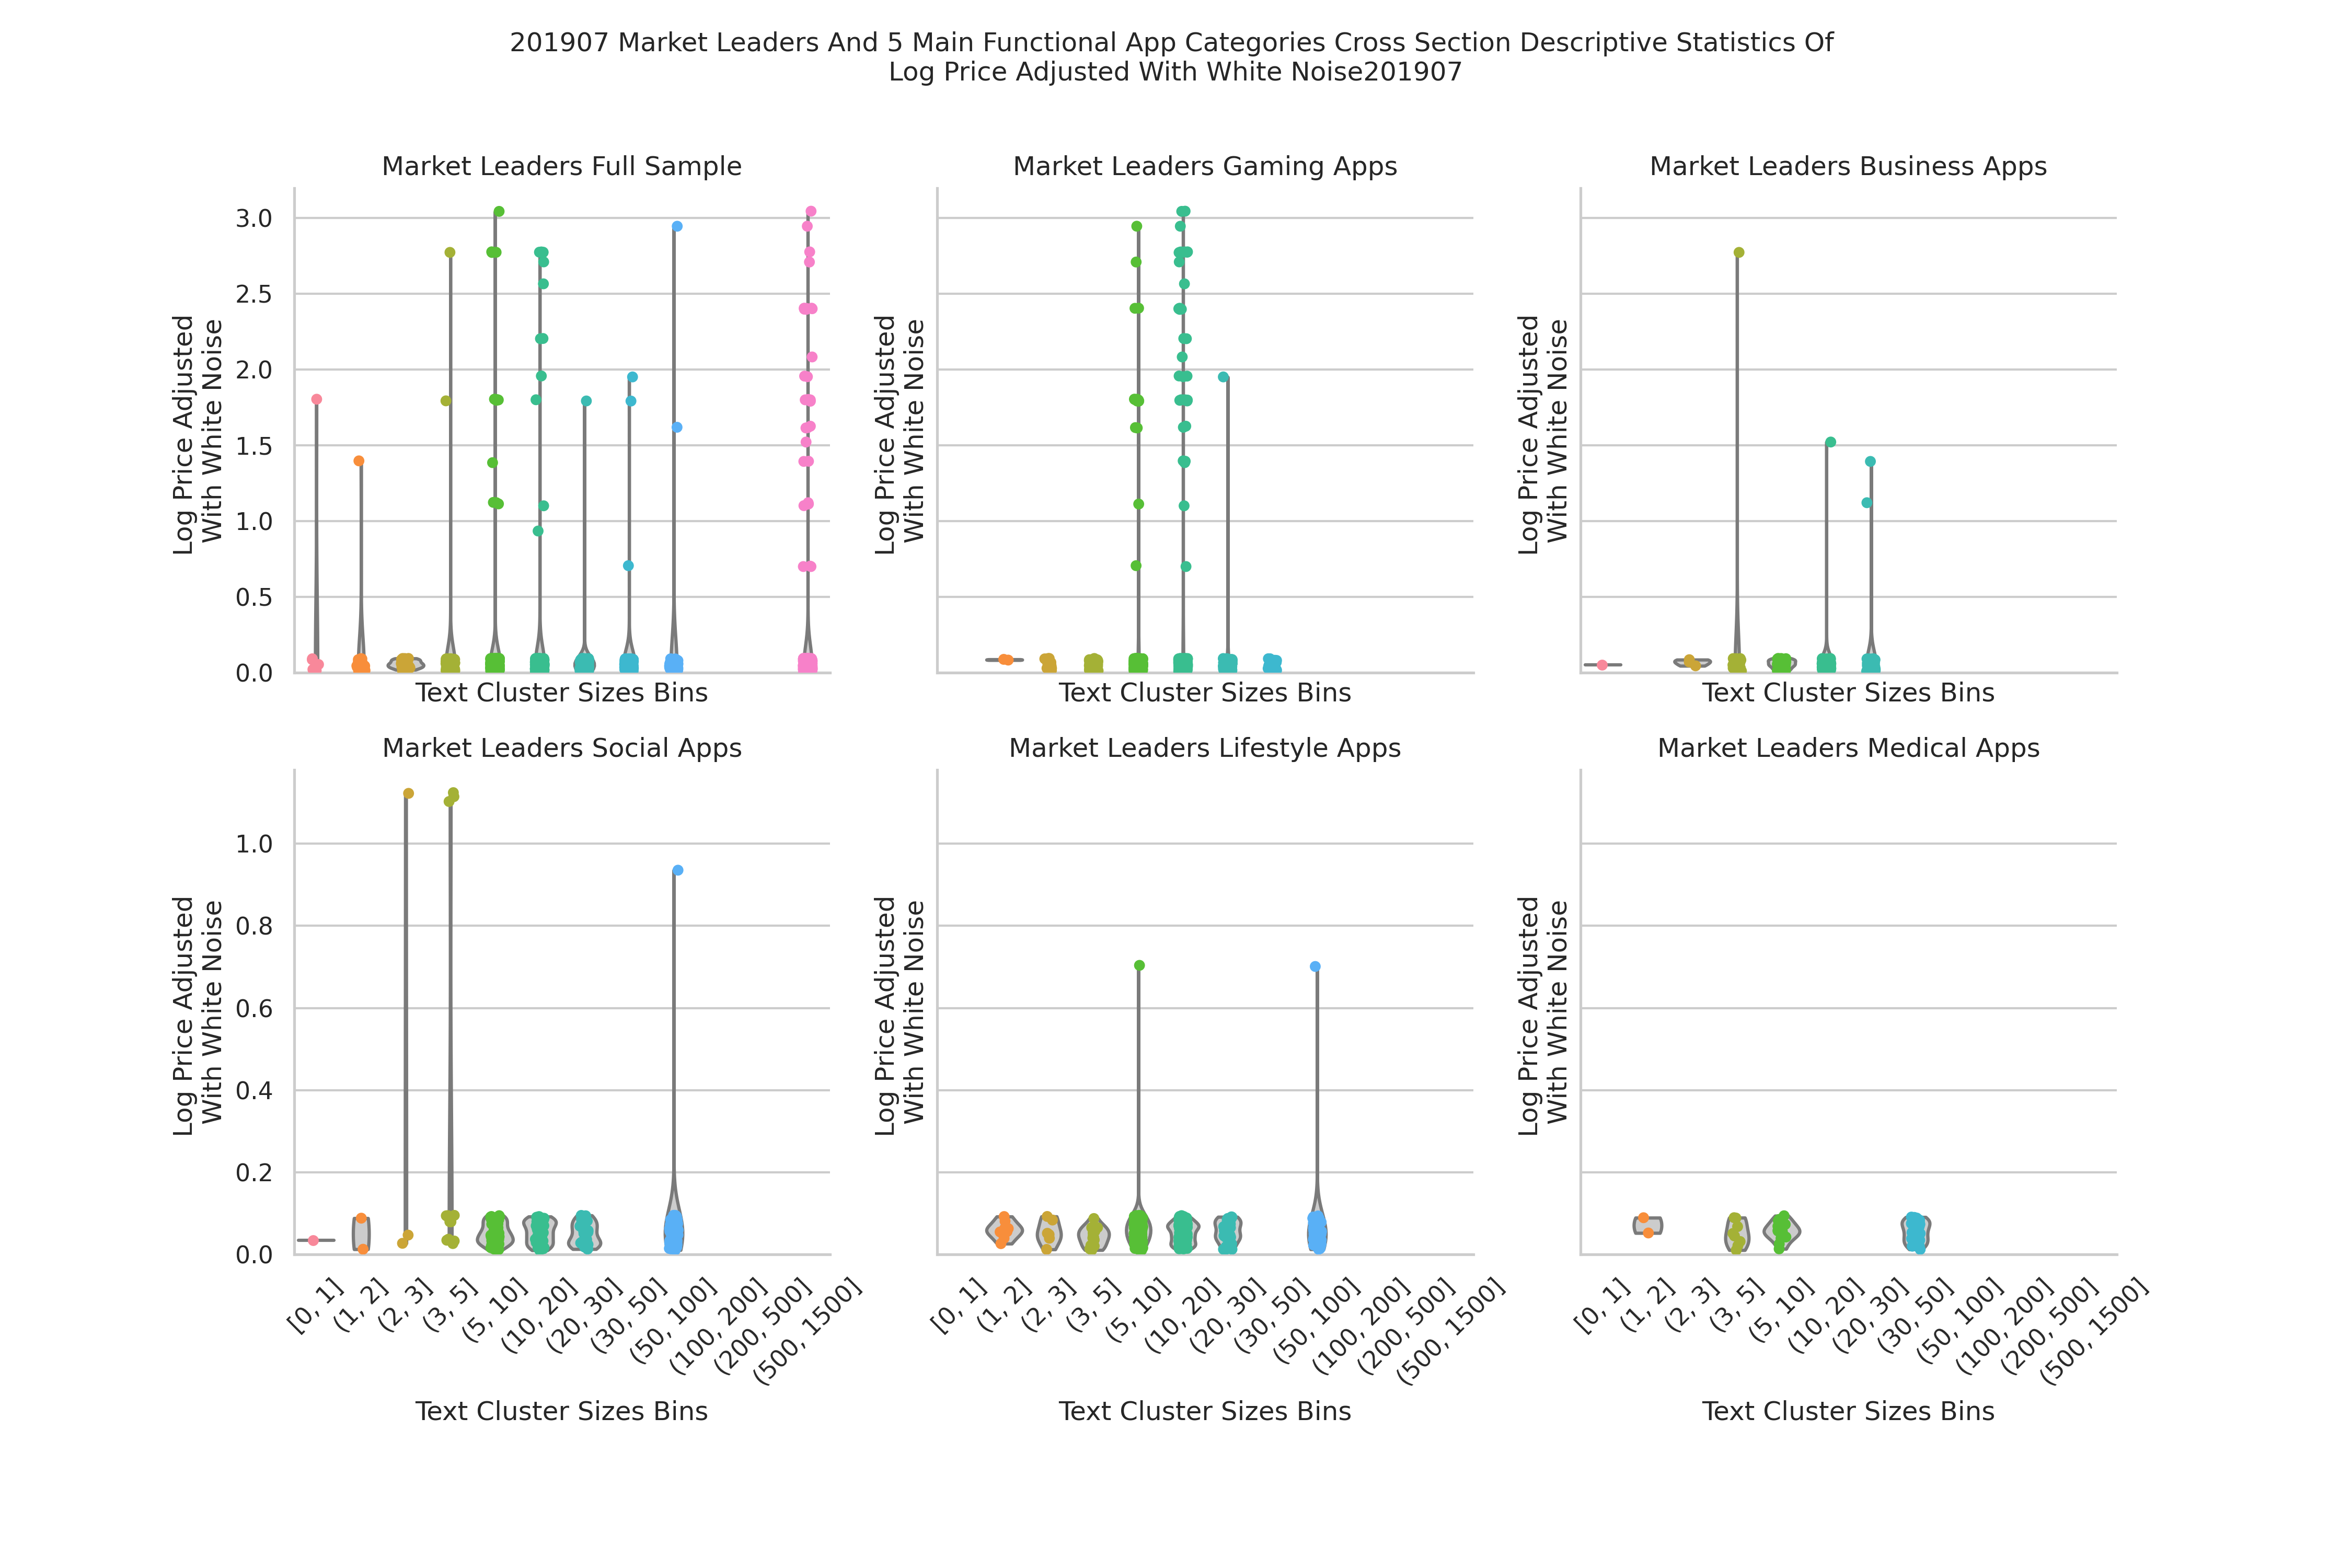 201907 Market Leaders And 5 Main Functional App Categories Cross Section Descriptive Statistics Of
Log Price Adjusted With White Noise201907
Market Leaders Full Sample
Market Leaders Gaming Apps
Market Leaders Business Apps
Log Price Adjusted
With White Noise
3.0
2.5
2.0
1.5
1.0
0.5
0.0
Log Price Adjusted
With White Noise
Log Price Adjusted
With White Noise
Text Cluster Sizes Bins
Text Cluster Sizes Bins
Text Cluster Sizes Bins
Market Leaders Social Apps
Market Leaders Lifestyle Apps
Market Leaders Medical Apps
Log Price Adjusted
With White Noise
1.0
0.8
0.6
0.4
0.2
0.0
Log Price Adjusted
With White Noise
Log Price Adjusted
With White Noise
[0, 1]
(1, 2]
(2, 3]
(3, 5]
(5, 10]
(10, 20]
(20, 30]
(30, 50]
(50, 100]
(100, 200]
(200, 500]
(500, 1500]
[0, 1]
(1, 2]
(2, 3]
(3, 5]
(5, 10]
(10, 20]
(20, 30]
(30, 50]
(50, 100]
(100, 200]
(200, 500]
(500, 1500]
[0, 1]
(1, 2]
(2, 3]
(3, 5]
(5, 10]
(10, 20]
(20, 30]
(30, 50]
(50, 100]
(100, 200]
(200, 500]
(500, 1500]
Text Cluster Sizes Bins
Text Cluster Sizes Bins
Text Cluster Sizes Bins